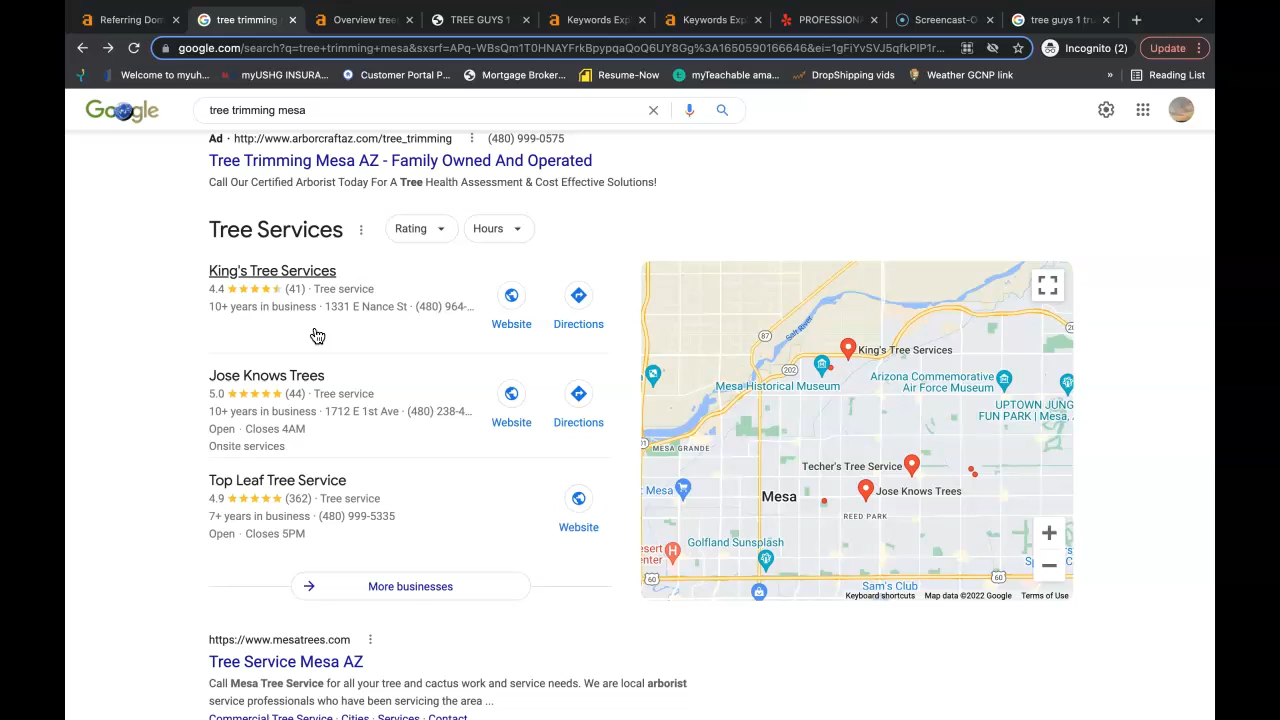 Referring Dom
tree trimming
Overview: tree
TREE GUYS 1
Keywords Exp
Keywords Exp
PROFESSIONA
Screencast-O
tree guys 1 tru
google.com/search?q=tree+trimming+mesa&sxsrf=APq-WBsQm1T0HNAYFrkBpypqaQoQ6UY8Gg%3A1650590166646&ei=1gFiYvSVJ5qfkPIP1r...
Incognito (2)
Update
Welcome to myuh...
myUSHG INSURA...
Customer Portal P...
Mortgage Broker...
Resume-Now
myTeachable ama...
DropShipping vids
Weather GCNP link
»
Reading List
Google
tree trimming mesa
Ad · http://www.arborcraftaz.com/tree_trimming
(480) 999-0575
Tree Trimming Mesa AZ - Family Owned And Operated
Call Our Certified Arborist Today For A Tree Health Assessment & Cost Effective Solutions!
Tree Services
Rating
Hours
King's Tree Services
4.4 (41) · Tree service
10+ years in business · 1331 E Nance St · (480) 964-...
Website
Directions
Jose Knows Trees
5.0 (44) · Tree service
10+ years in business · 1712 E 1st Ave · (480) 238-4...
Open · Closes 4AM
Onsite services
Website
Directions
Top Leaf Tree Service
4.9 (362) · Tree service
7+ years in business · (480) 999-5335
Open · Closes 5PM
Website
More businesses
87
Salt River
202
King's Tree Services
Mesa Historical Museum
Arizona Commemorative
Air Force Museum
UPTOWN JUNG
FUN PARK | Mesa,
MESA GRANDE
Techer's Tree Service
Mesa
Mesa
Jose Knows Trees
REED PARK
Golfland Sunsplash
60
60
Sam's Club
Keyboard shortcuts
Map data ©2022 Google
Terms of Use
https://www.mesatrees.com
Tree Service Mesa AZ
Call Mesa Tree Service for all your tree and cactus work and service needs. We are local arborist
service professionals who have been servicing the area ...
Commercial Tree Service · Cities · Services · Contact